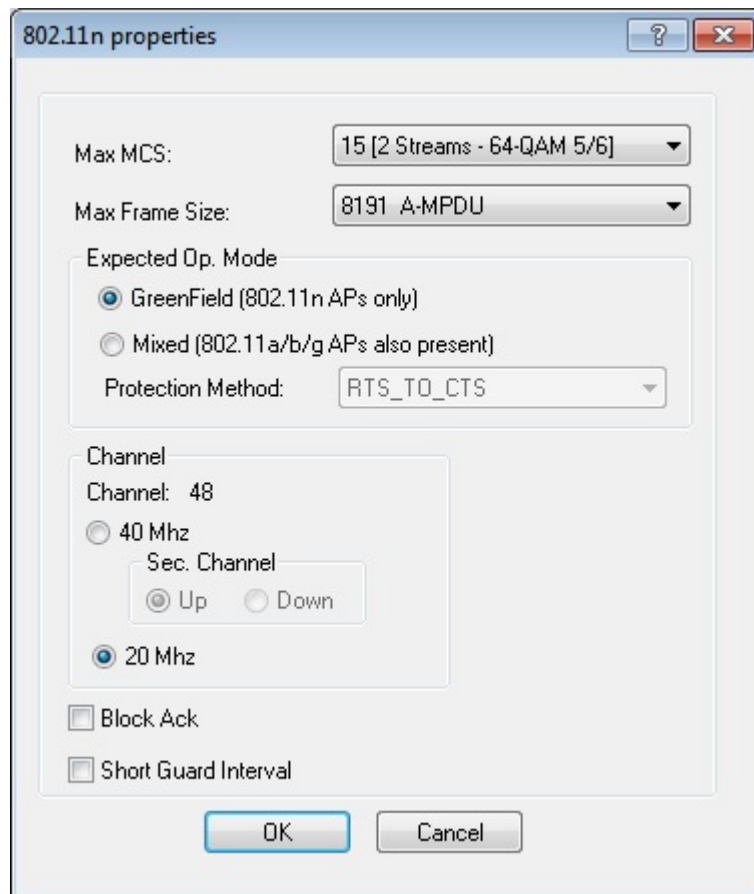 802.11n properties
Max MCS: 15 [2 Streams - 64-QAM 5/6]
Max Frame Size: 8191 A-MPDU
Expected Op. Mode
GreenField (802.11n APs only)
Mixed (802.11a/b/g APs also present)
Protection Method: RTS_TO_CTS
Channel
Channel: 48
40 Mhz
Sec. Channel
Up Down
20 Mhz
Block Ack
Short Guard Interval
OK Cancel